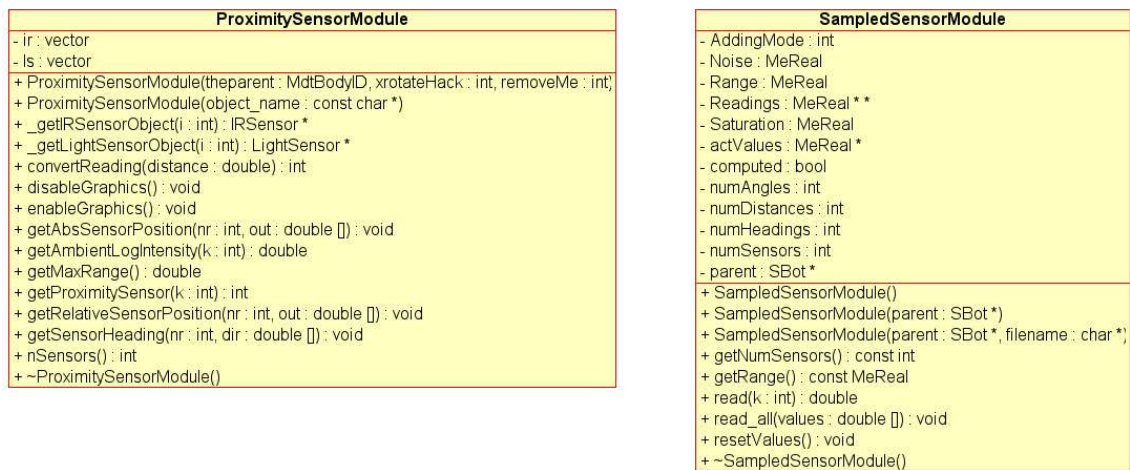 ProximitySensorModule
- ir : vector
- ls : vector
+ ProximitySensorModule(theparent : MdtBodyID, xrotateHack : int, removeMe : int)
+ ProximitySensorModule(object_name : const char *)
+ _getIRSensorObject(i : int) : IRSensor *
+ _getLightSensorObject(i : int) : LightSensor *
+ convertReading(distance : double) : int
+ disableGraphics() : void
+ enableGraphics() : void
+ getAbsSensorPosition(nr : int, out : double []) : void
+ getAmbientLogIntensity(k : int) : double
+ getMaxRange() : double
+ getProximitySensor(k : int) : int
+ getRelativeSensorPosition(nr : int, out : double []) : void
+ getSensorHeading(nr : int, dir : double []) : void
+ nSensors() : int
+ ~ProximitySensorModule()
SampledSensorModule
- AddingMode : int
- Noise : MeReal
- Range : MeReal
- Readings : MeReal * *
- Saturation : MeReal
- actValues : MeReal *
- computed : bool
- numAngles : int
- numDistances : int
- numHeadings : int
- numSensors : int
- parent : SBot *
+ SampledSensorModule()
+ SampledSensorModule(parent : SBot *)
+ SampledSensorModule(parent : SBot *, filename : char *)
+ getNumSensors() : const int
+ getRange() : const MeReal
+ read(k : int) : double
+ read_all(values : double []) : void
+ resetValues() : void
+ ~SampledSensorModule()